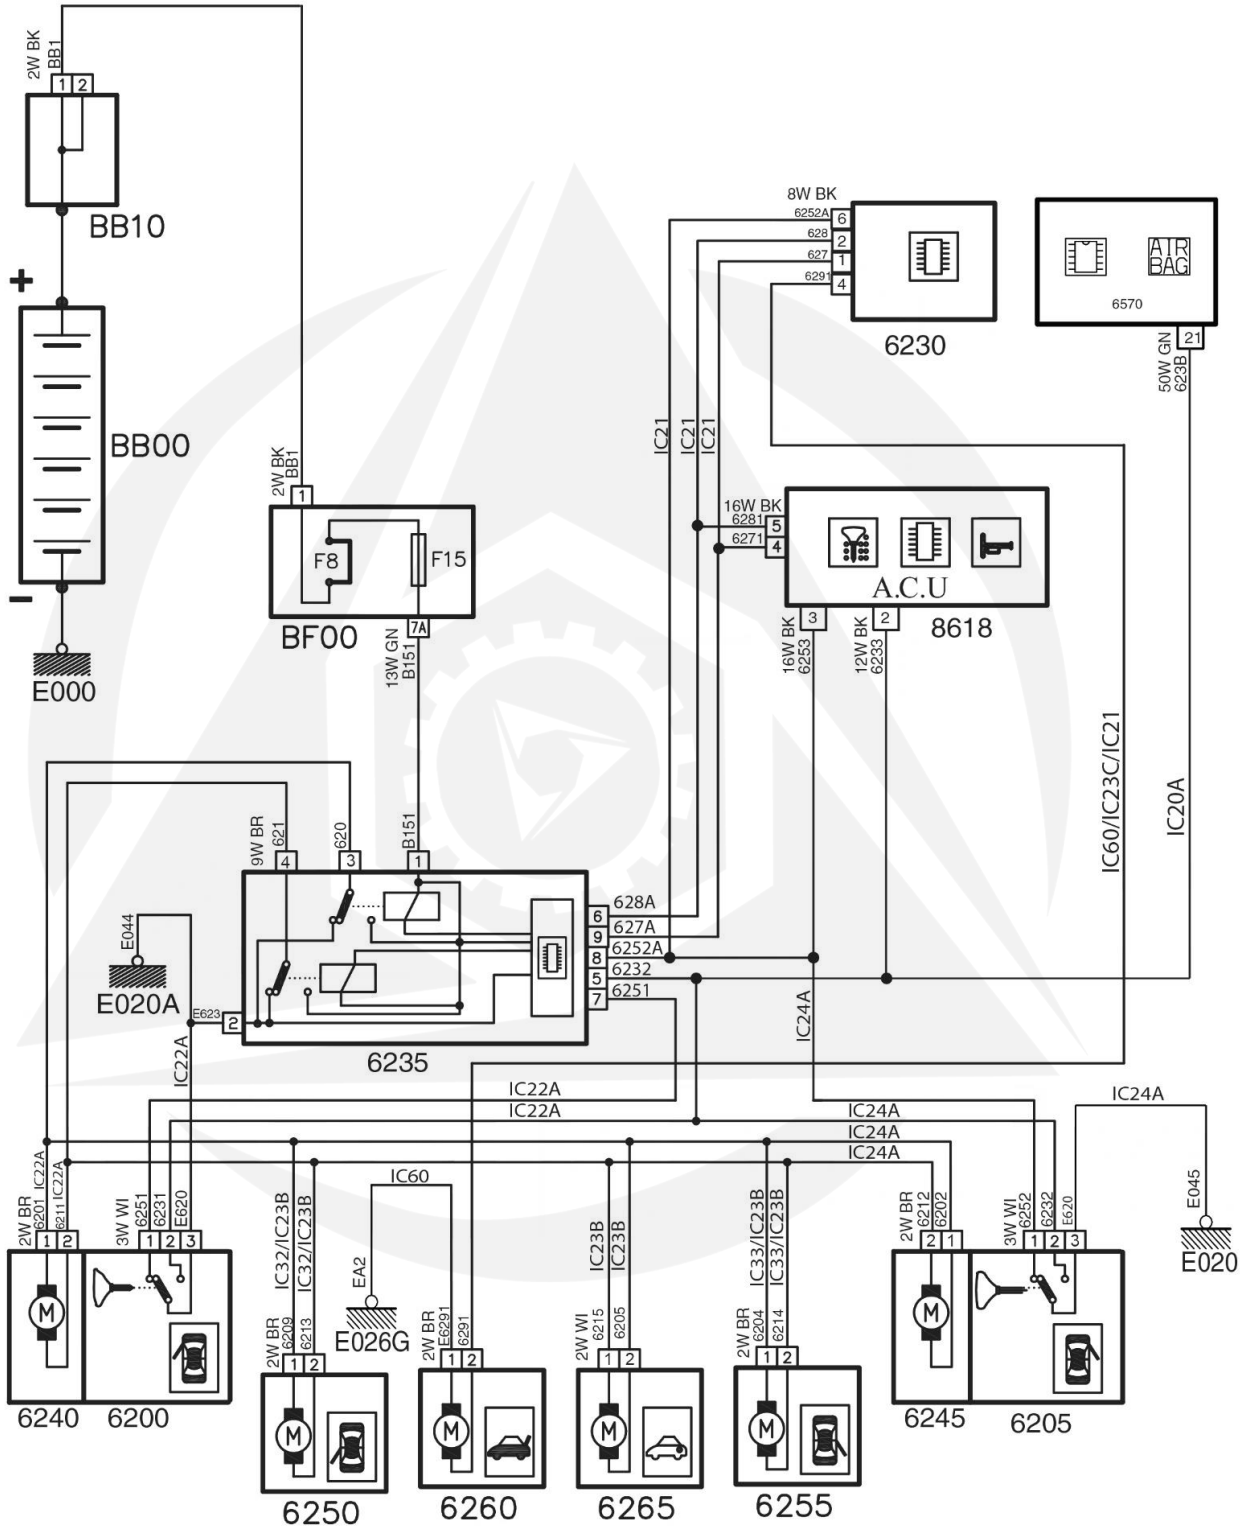 2W BK
BB1
1 2
BB10
+
BB00
−
E000
2W BK
BB1
1
F8
F15
BF00
7A
13W GN
B151
8W BK
6252A 6
628 2
627 1
6291 4
6230
AIR
BAG
6570
21
50W GN
623B
IC21
IC21
IC21
16W BK
6281 5
6271 4
A.C.U
8618
3
2
16W BK
6253
12W BK
6233
IC60/IC23C/IC21
IC20A
9W BR
621
620
B151
4
3
1
E044
E020A
E623 2
6235
6 628A
9 627A
8 6252A
5 6232
7 6251
IC24A
IC22A
IC22A
IC22A
IC24A
IC24A
IC24A
IC24A
2W BR
6201 IC22A
6211 IC22A
1 2
M
6240
3W WI
6251
6231
E620
1 2 3
6200
IC32/IC23B
IC32/IC23B
2W BR
6209
6213
1 2
M
6250
IC60
EA2
E026G
2W BR
E6291
6291
1 2
M
6260
IC23B
IC23B
2W WI
6215
6205
1 2
M
6265
IC33/IC23B
IC33/IC23B
2W BR
6204
6214
1 2
M
6255
2W BR
6212
6202
2 1
M
6245
3W WI
6252
6232
E620
1 2 3
6205
E045
E020